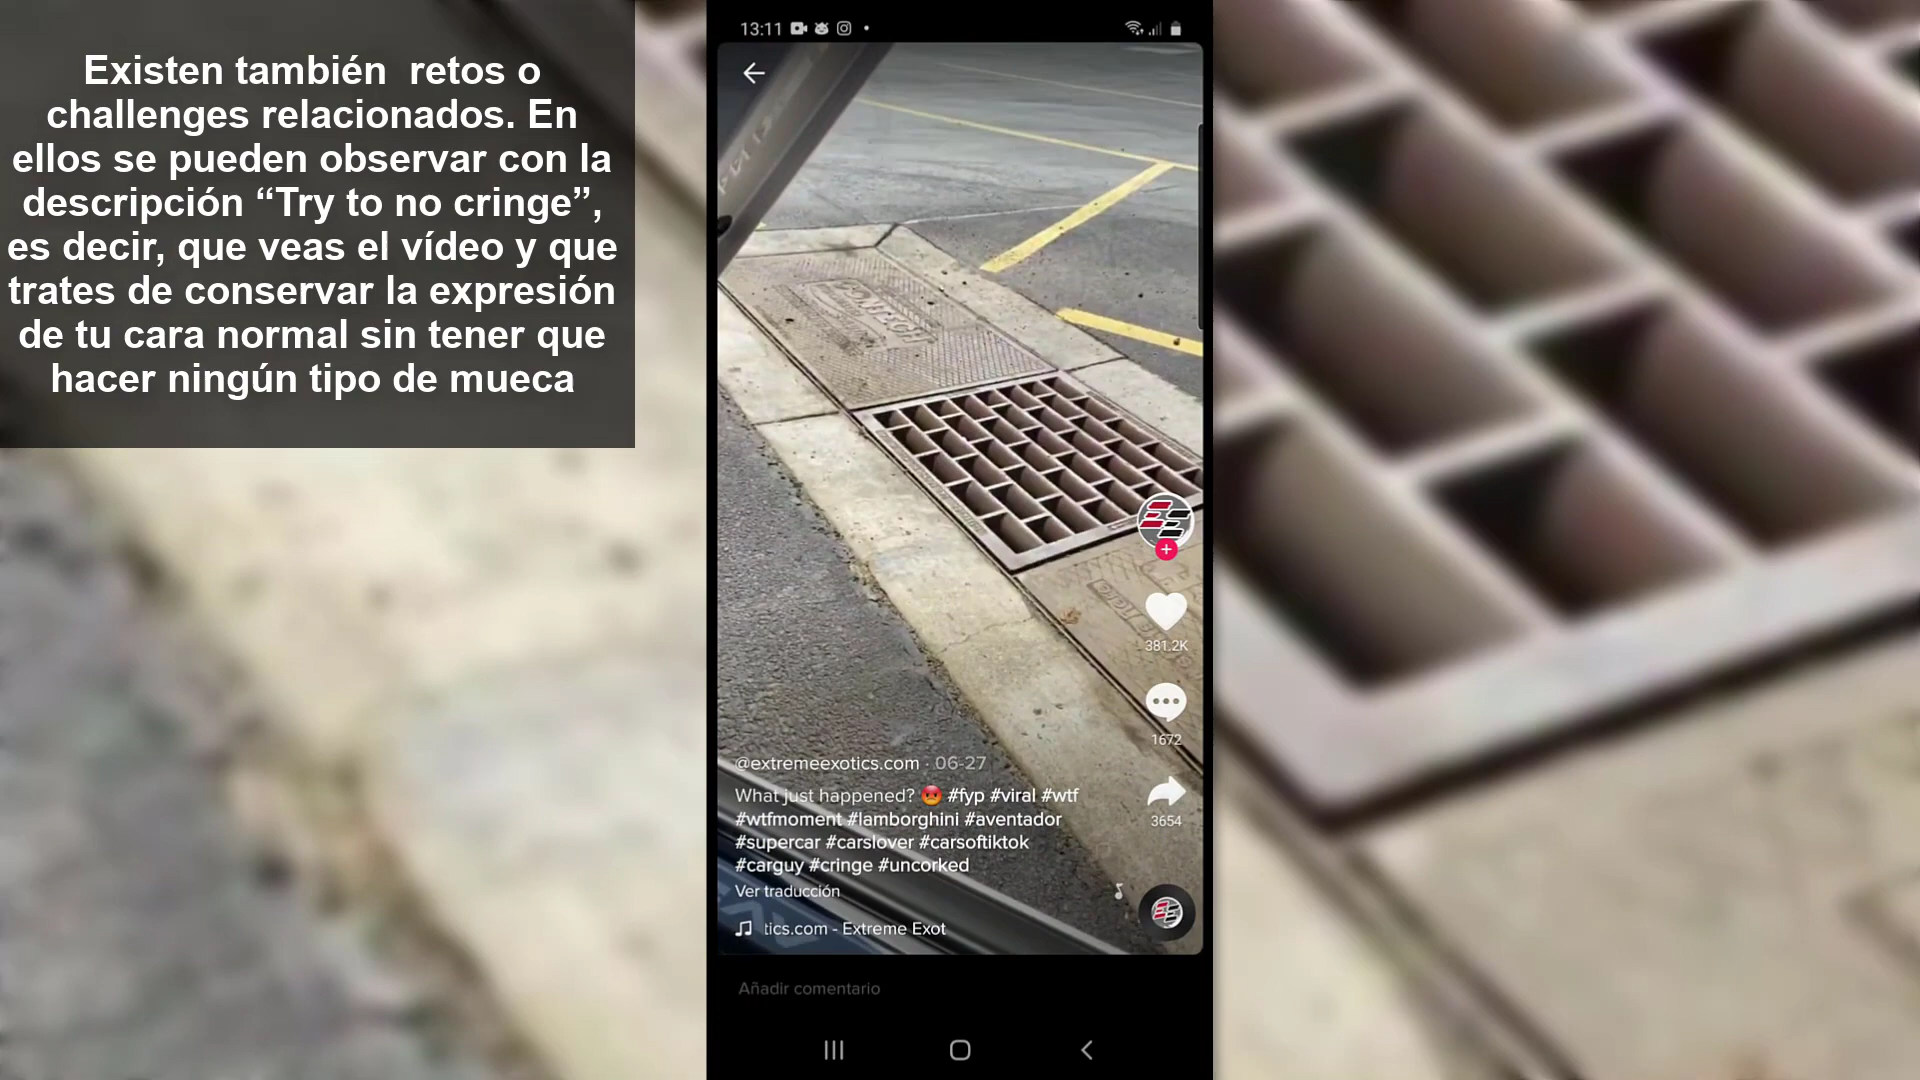 Existen también  retos o
challenges relacionados. En
ellos se pueden observar con la
descripción “Try to no cringe”,
es decir, que veas el vídeo y que
trates de conservar la expresión
de tu cara normal sin tener que
hacer ningún tipo de mueca
13:11
381.2K
1672
@extremeexotics.com · 06-27
What just happened? 😡 #fyp #viral #wtf
#wtfmoment #lamborghini #aventador
#supercar #carslover #carsoftiktok
#carguy #cringe #uncorked
3654
Ver traducción
tics.com - Extreme Exot
Añadir comentario